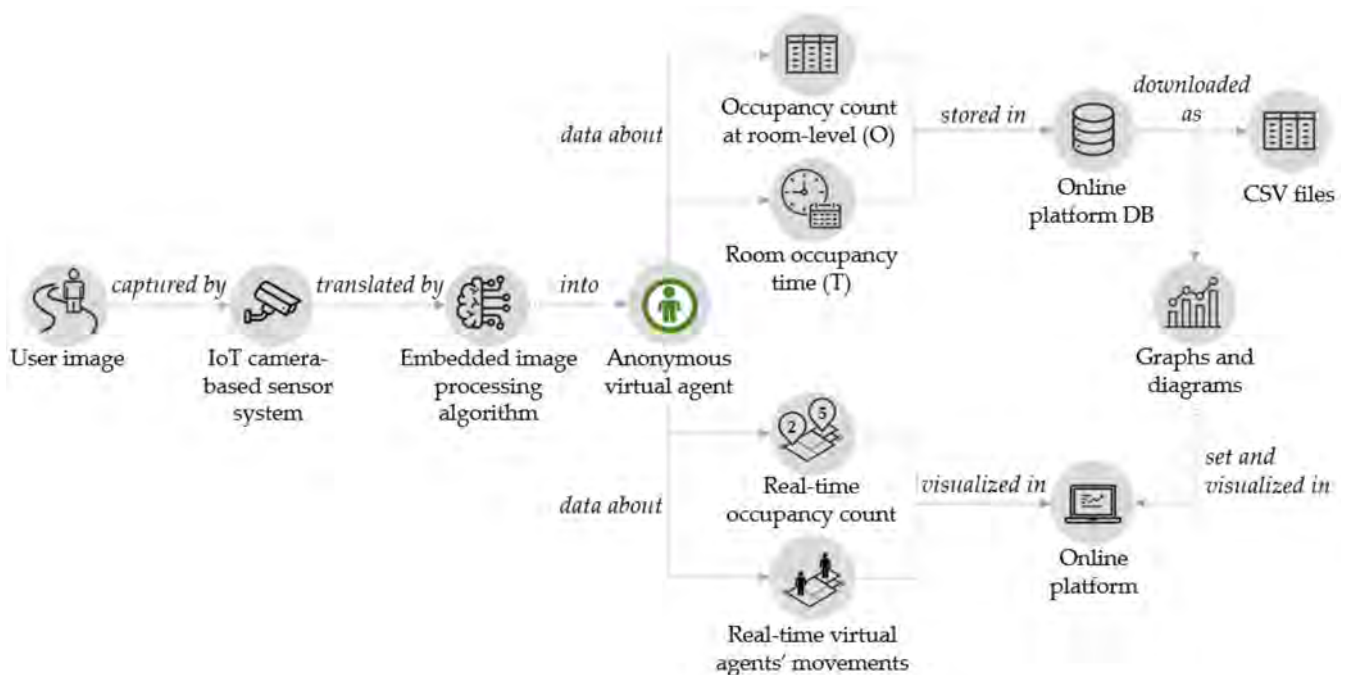 Occupancy count
at room-level (O)
data about
Room occupancy
time (T)
stored in
Online
platform DB
downloaded
as
CSV files
User image
captured by
IoT camera-
based sensor
system
translated by
Embedded image
processing
algorithm
into
Anonymous
virtual agent
Graphs and
diagrams
data about
2
5
Real-time
occupancy count
Real-time virtual
agents' movements
visualized in
Online
platform
set and
visualized in